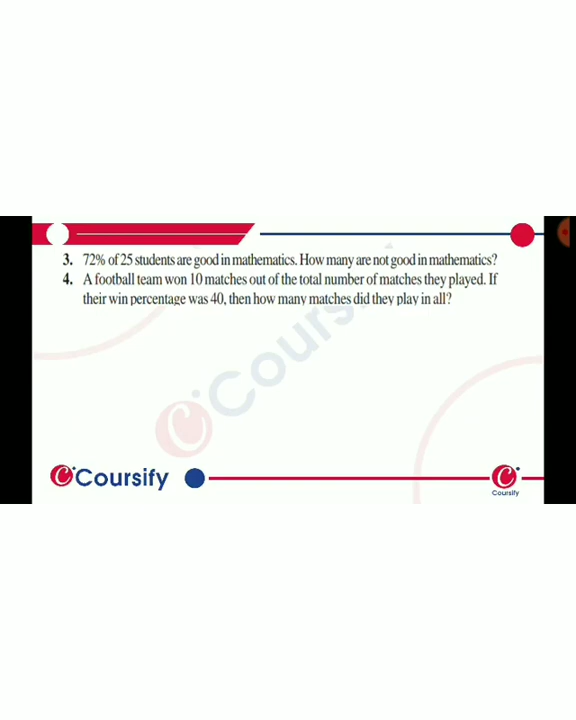 3. 72% of 25 students are good in mathematics. How many are not good in mathematics?
4. A football team won 10 matches out of the total number of matches they played. If
their win percentage was 40, then how many matches did they play in all?
Cours
Coursify
Coursify